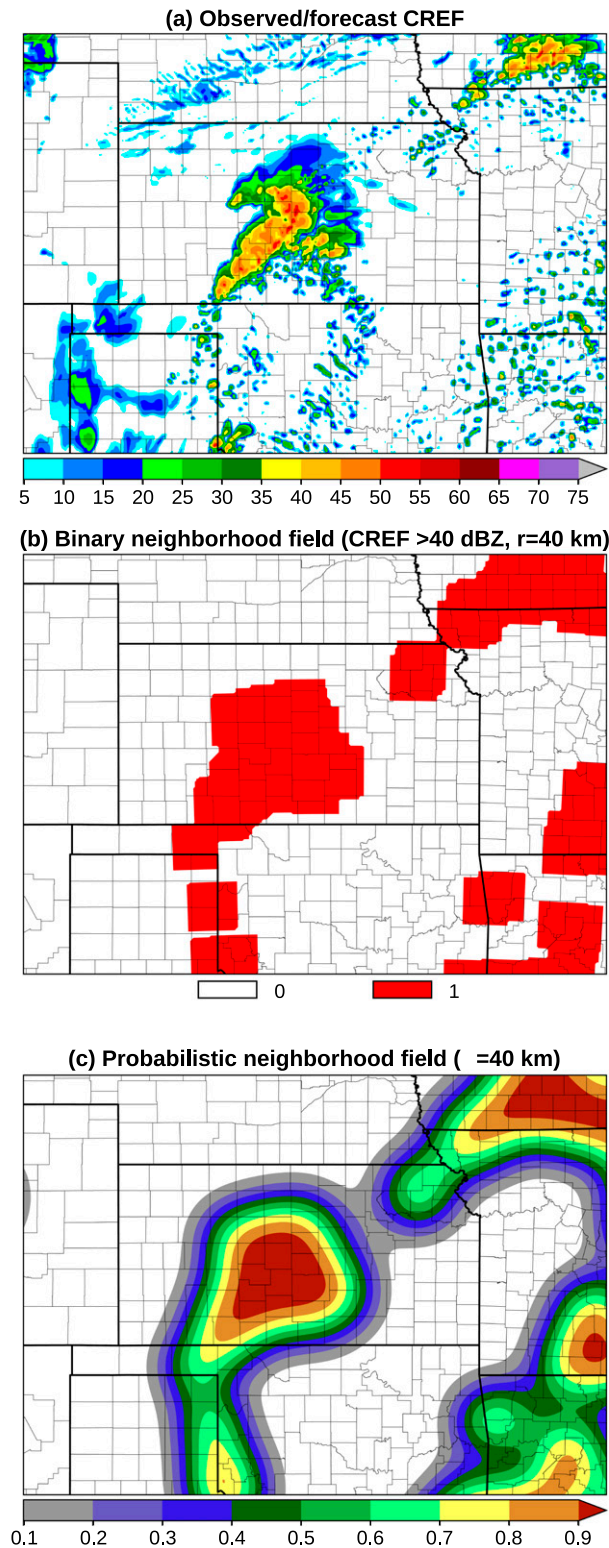 (a) Observed/forecast CREF
5 10 15 20 25 30 35 40 45 50 55 60 65 70 75
(b) Binary neighborhood field (CREF >40 dBZ, r=40 km)
0 1
(c) Probabilistic neighborhood field ( =40 km)
0.1 0.2 0.3 0.4 0.5 0.6 0.7 0.8 0.9